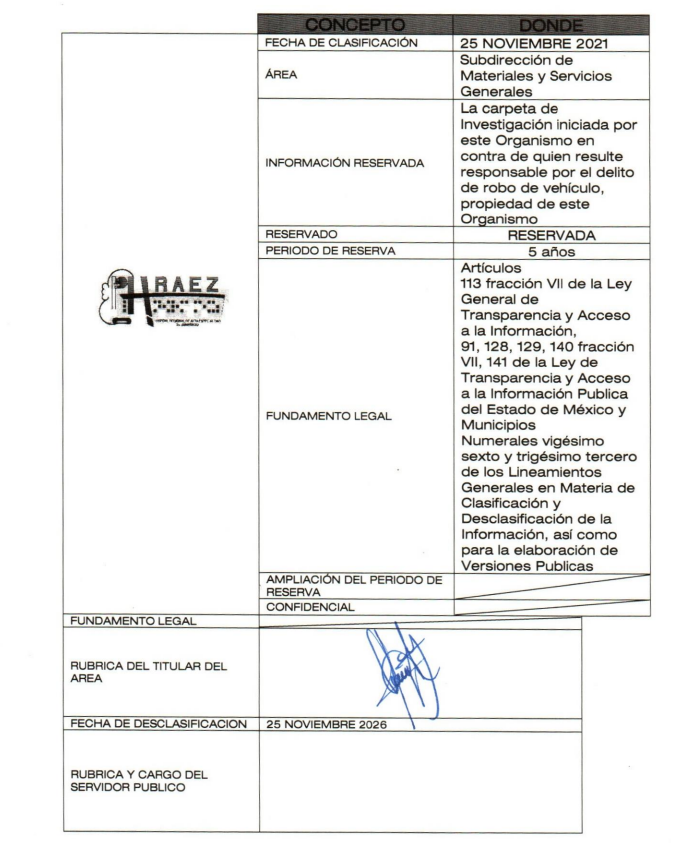 CONCEPTO DONDE
FECHA DE CLASIFICACIÓN 25 NOVIEMBRE 2021
ÁREA Subdirección de
Materiales y Servicios
Generales
INFORMACIÓN RESERVADA La carpeta de
Investigación iniciada por
este Organismo en
contra de quien resulte
responsable por el delito
de robo de vehículo,
propiedad de este
Organismo
RESERVADO RESERVADA
PERIODO DE RESERVA 5 años
HRAEZ
FUNDAMENTO LEGAL Artículos
113 fracción VII de la Ley
General de
Transparencia y Acceso
a la Información,
91, 128, 129, 140 fracción
VII, 141 de la Ley de
Transparencia y Acceso
a la Información Publica
del Estado de México y
Municipios
Numerales vigésimo
sexto y trigésimo tercero
de los Lineamientos
Generales en Materia de
Clasificación y
Desclasificación de la
Información, así como
para la elaboración de
Versiones Publicas
AMPLIACIÓN DEL PERIODO DE
RESERVA
CONFIDENCIAL
FUNDAMENTO LEGAL
RUBRICA DEL TITULAR DEL
AREA
FECHA DE DESCLASIFICACION 25 NOVIEMBRE 2026
RUBRICA Y CARGO DEL
SERVIDOR PUBLICO